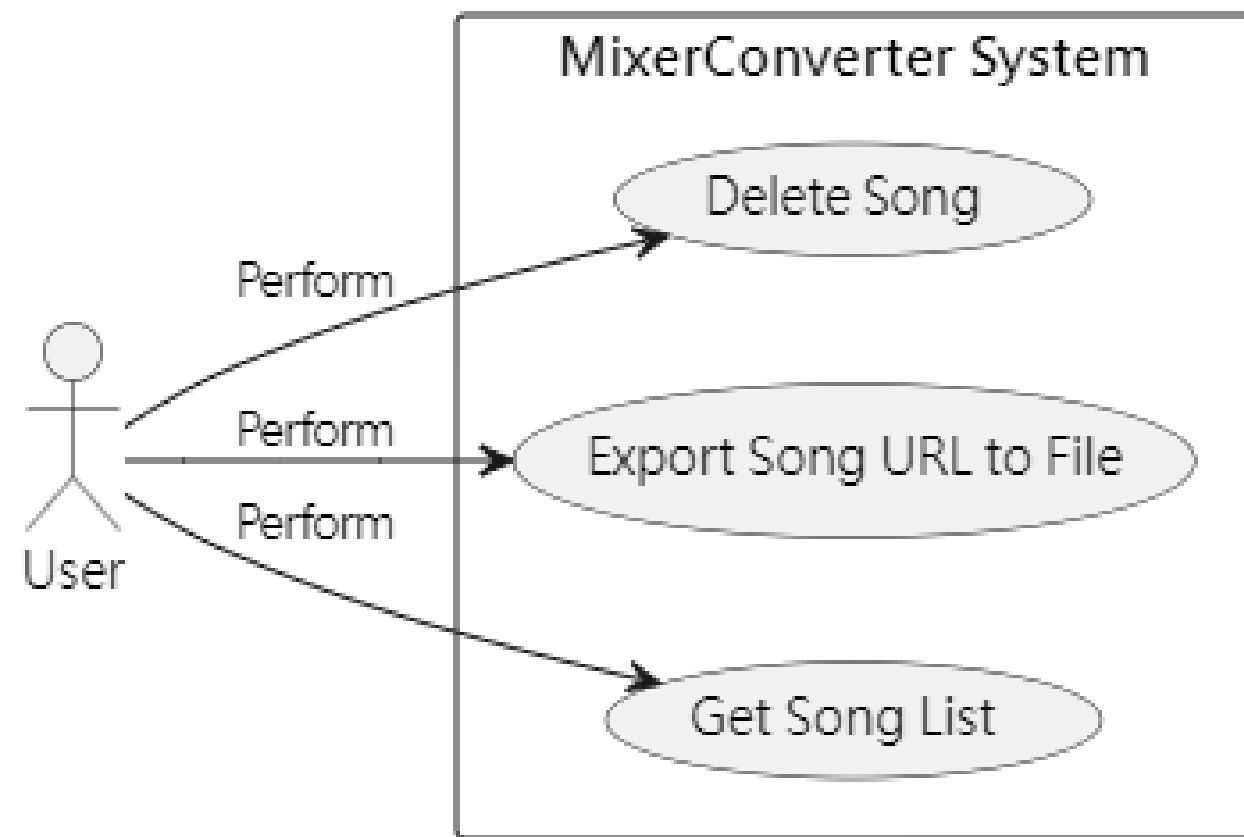 MixerConverter System
Delete Song
Perform
Perform
Export Song URL to File
Perform
User
Get Song List